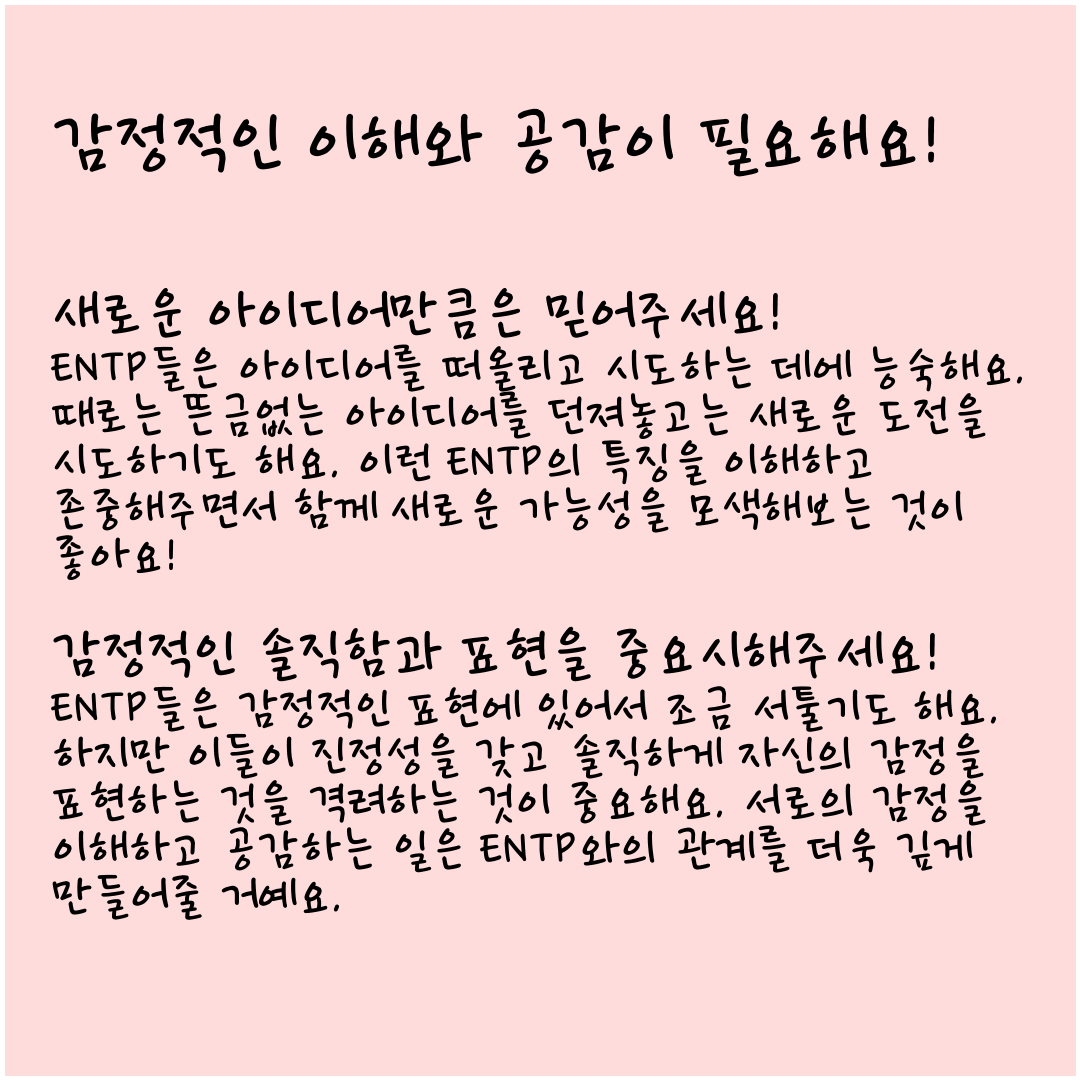 감정적인 이해와 공감이 필요해요!
새로운 아이디어만큼은 믿어주세요!
ENTP들은 아이디어를 떠올리고 시도하는 데에 능숙해요.
때로는 뜬금없는 아이디어를 던져놓고는 새로운 도전을
시도하기도 해요. 이런 ENTP의 특징을 이해하고
존중해주면서 함께 새로운 가능성을 모색해보는 것이
좋아요!
감정적인 솔직함과 표현을 중요시해주세요!
ENTP들은 감정적인 표현에 있어서 조금 서툴기도 해요.
하지만 이들이 진정성을 갖고 솔직하게 자신의 감정을
표현하는 것을 격려하는 것이 중요해요. 서로의 감정을
이해하고 공감하는 일은 ENTP와의 관계를 더욱 깊게
만들어줄 거예요.